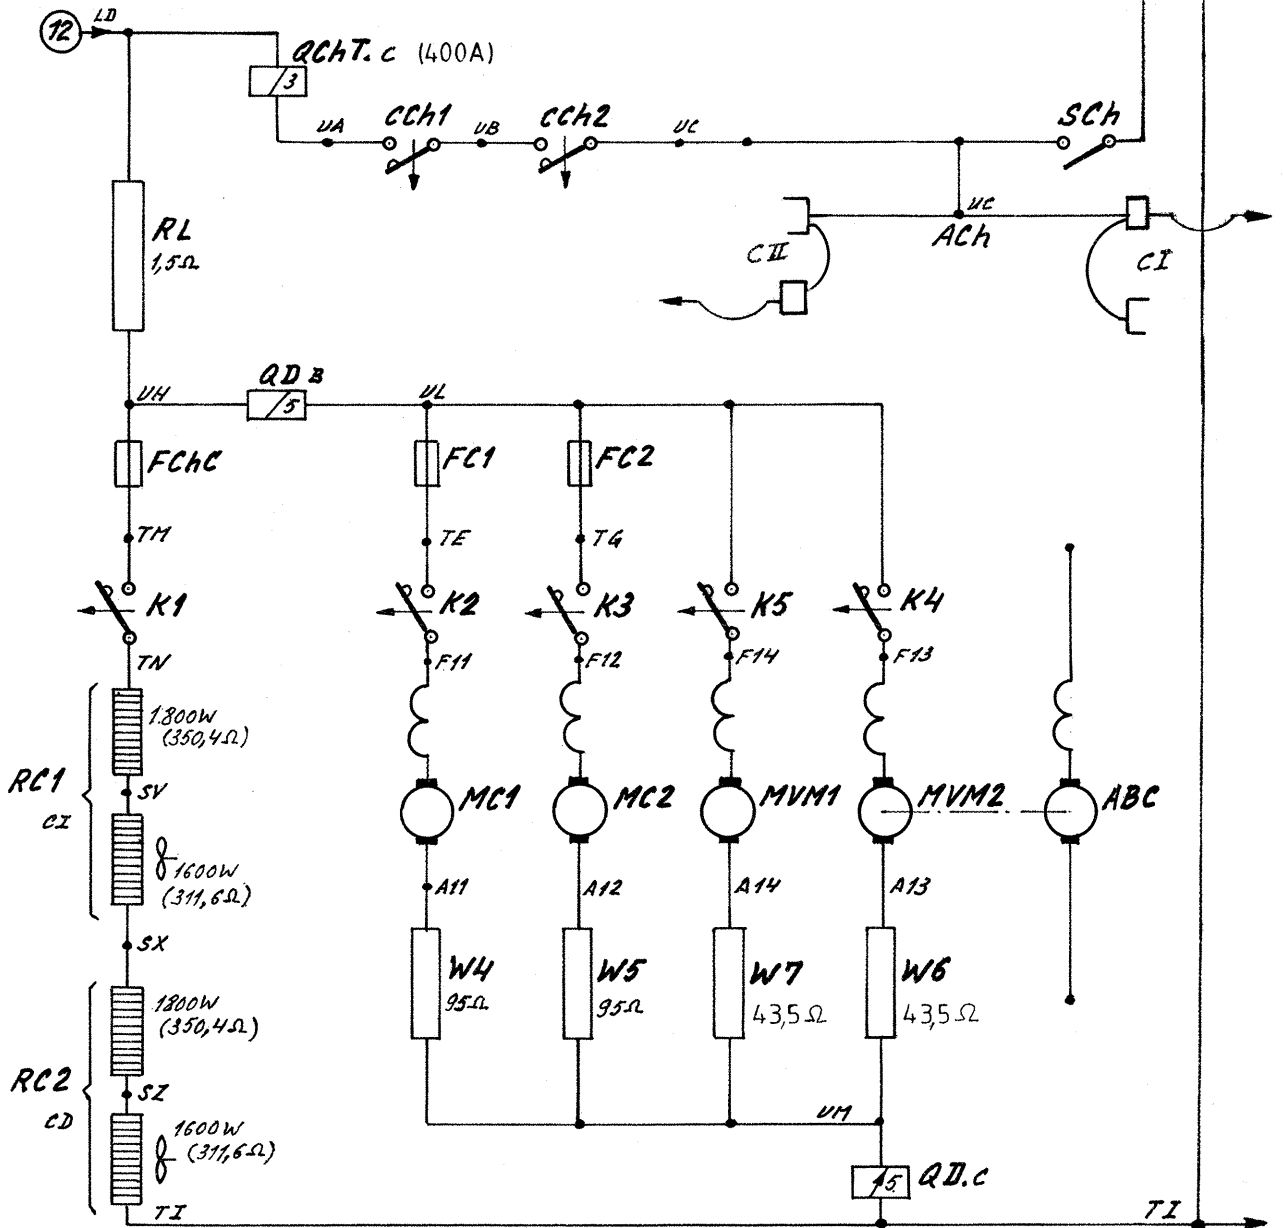 12
LD
QChT.c (400A)
3
UA
CCh1
UB
CCh2
UC
SCh
RL
1,5Ω
UC
ACh
CII
CI
QD B
UH
5
UL
FChC
FC1
FC2
TM
TE
TG
K1
K2
K3
K5
K4
TN
F11
F12
F14
F13
1.800W
(350,4Ω)
RC1
SV
CI
MC1
MC2
MVM1
MVM2
ABC
1600W
(311,6Ω)
A11
A12
A14
A13
SX
W4
95Ω
W5
95Ω
W7
43,5Ω
W6
43,5Ω
1800W
(350,4Ω)
RC2
SZ
CD
1600W
(311,6Ω)
UM
5
QD.c
TI
TI